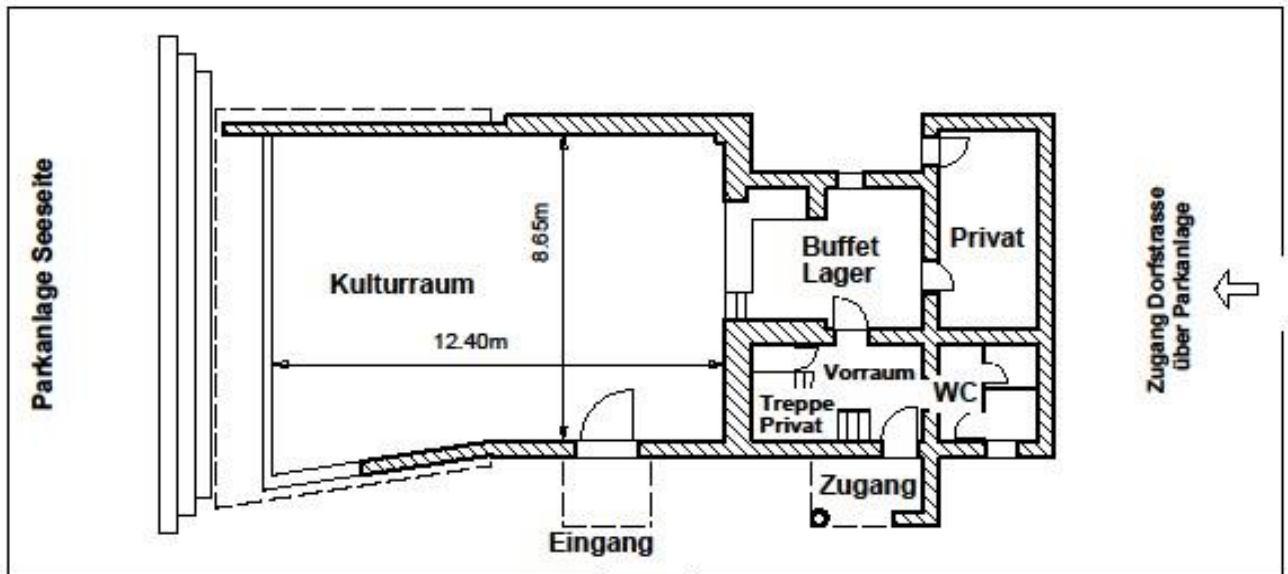 Parkanlage Seeseite
Kulturraum
8.65m
12.40m
Buffet
Lager
Privat
Vorraum
Treppe
Privat
WC
Zugang
Eingang
Zugang Dorfstrasse
über Parkanlage